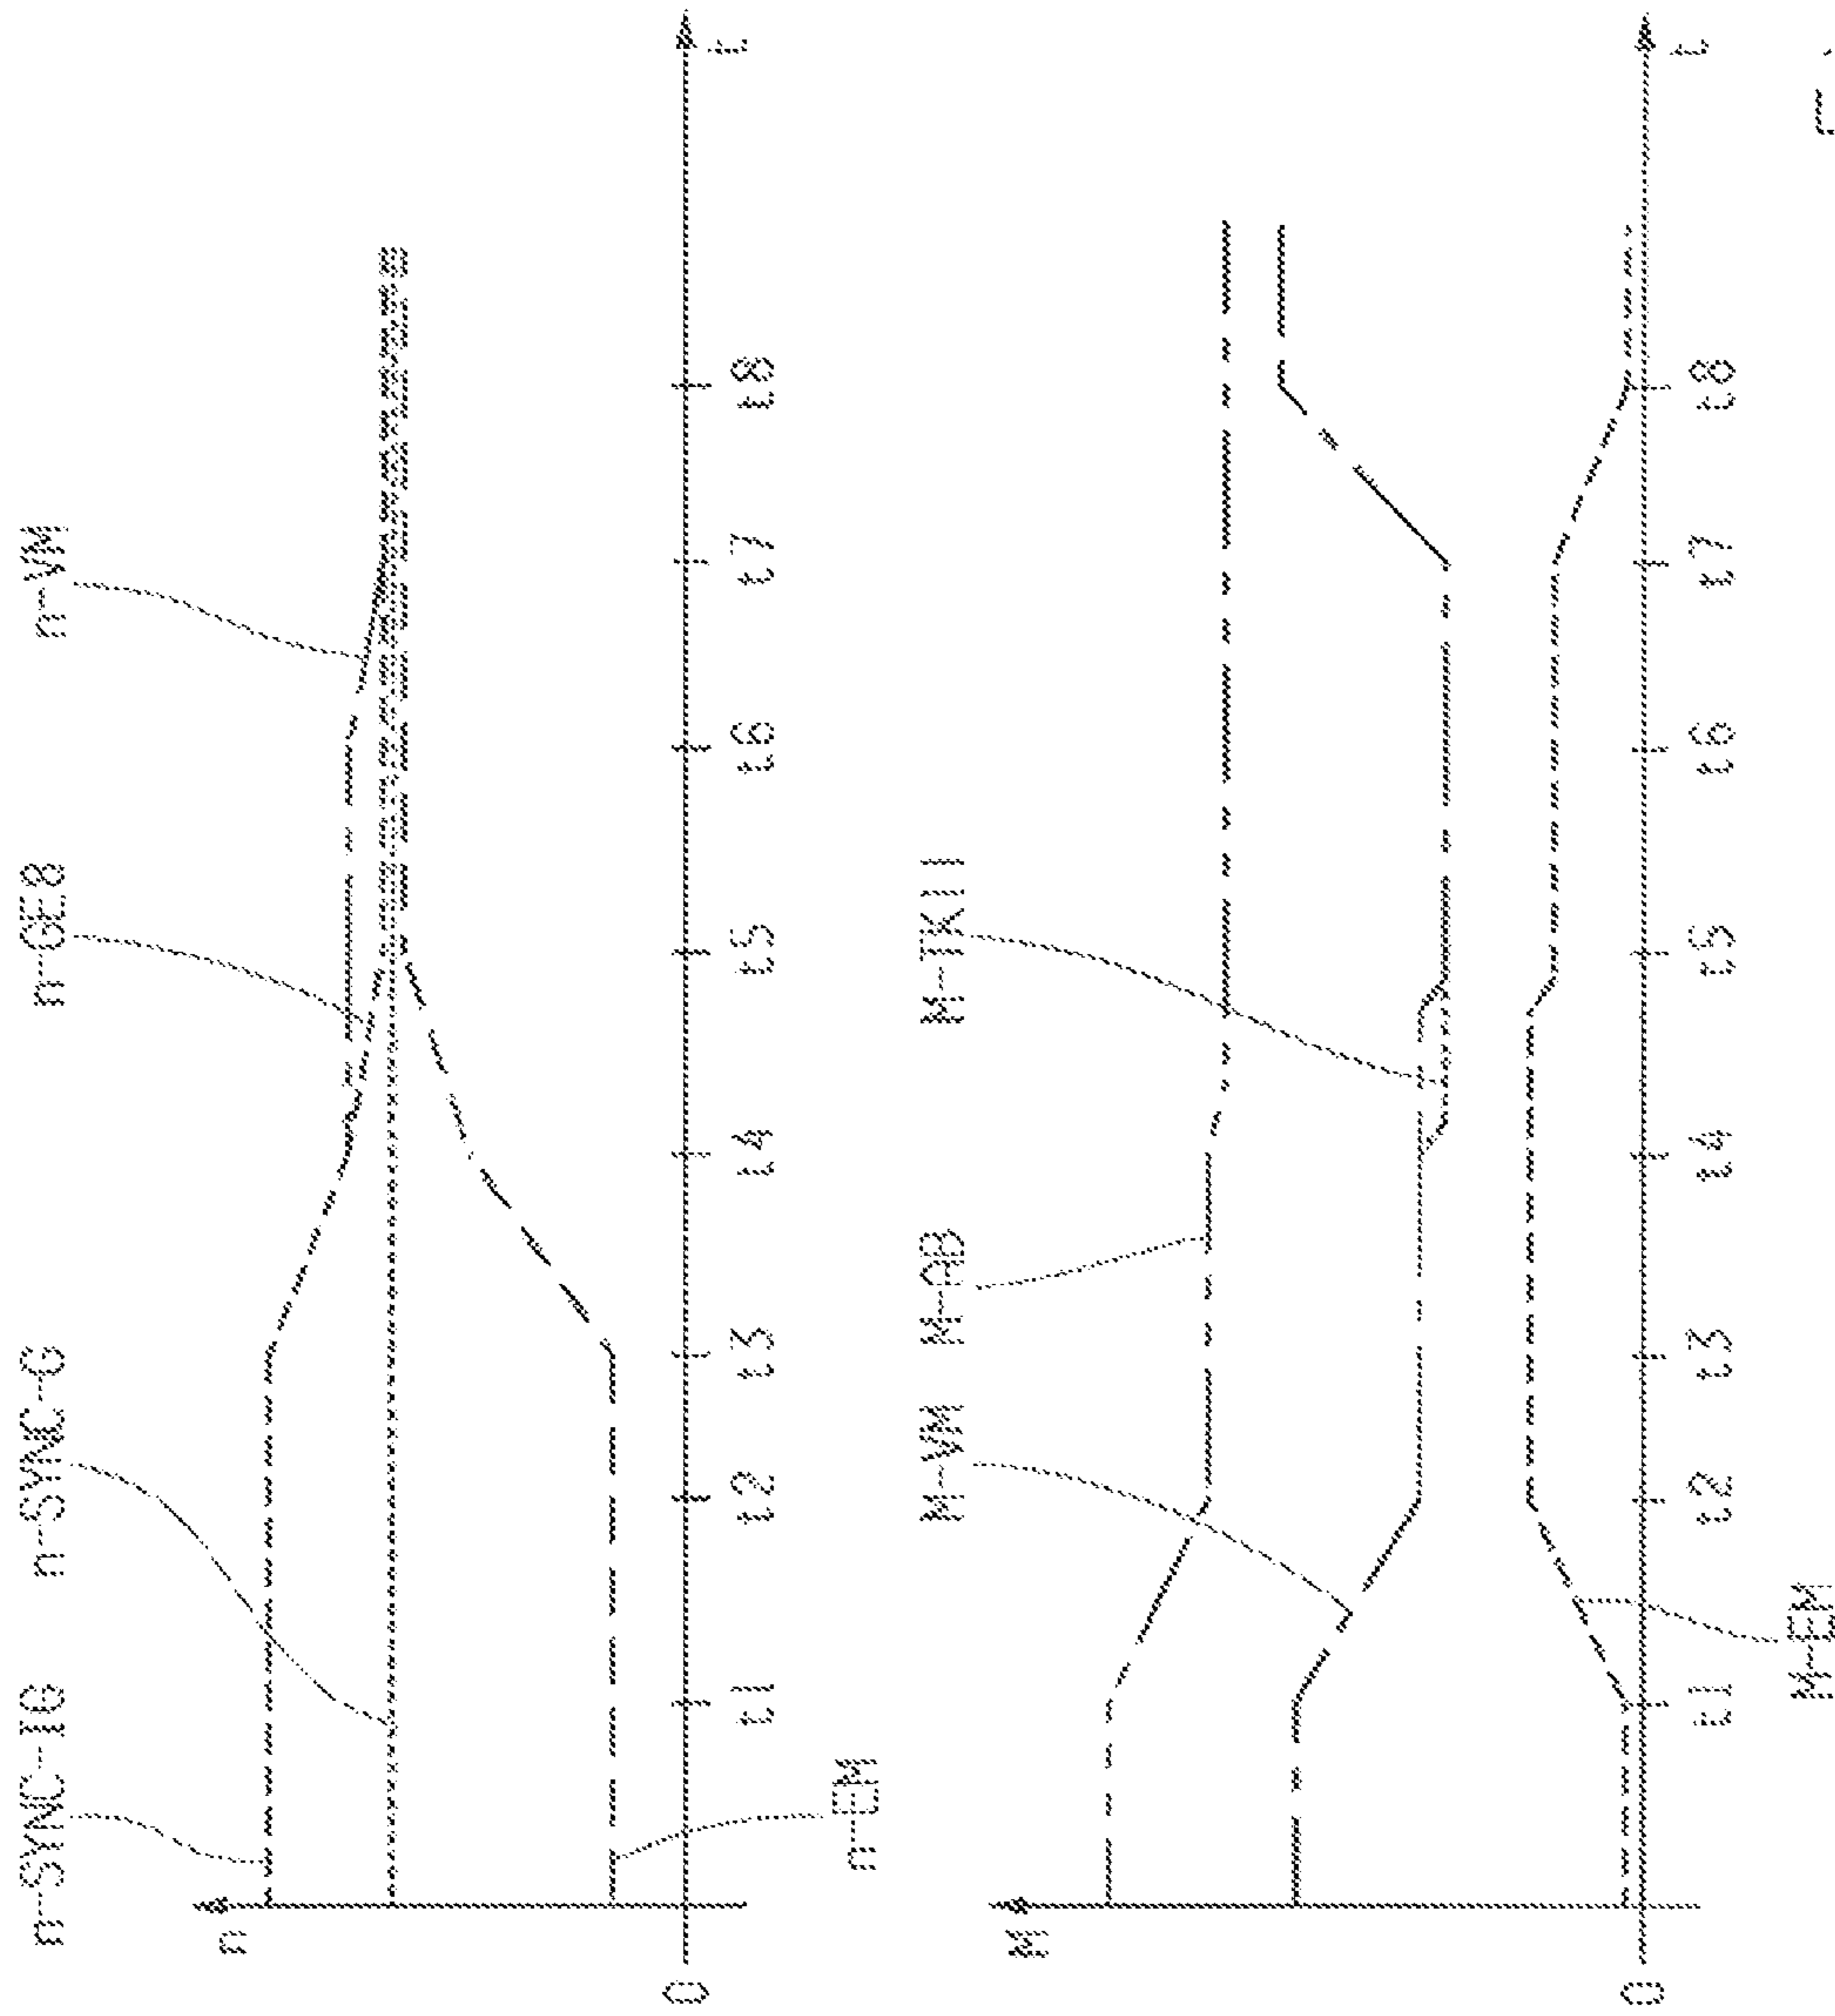 n-SYNC-IG n-SYNC-G n-GE8 n-VM
n
0 t1 t2 t3 t4 t5 t6 t7 t8 t
n-EM
M-VM M-AB M-TK11
M
0 t1 t2 t3 t4 t5 t6 t7 t8 t
M-EM